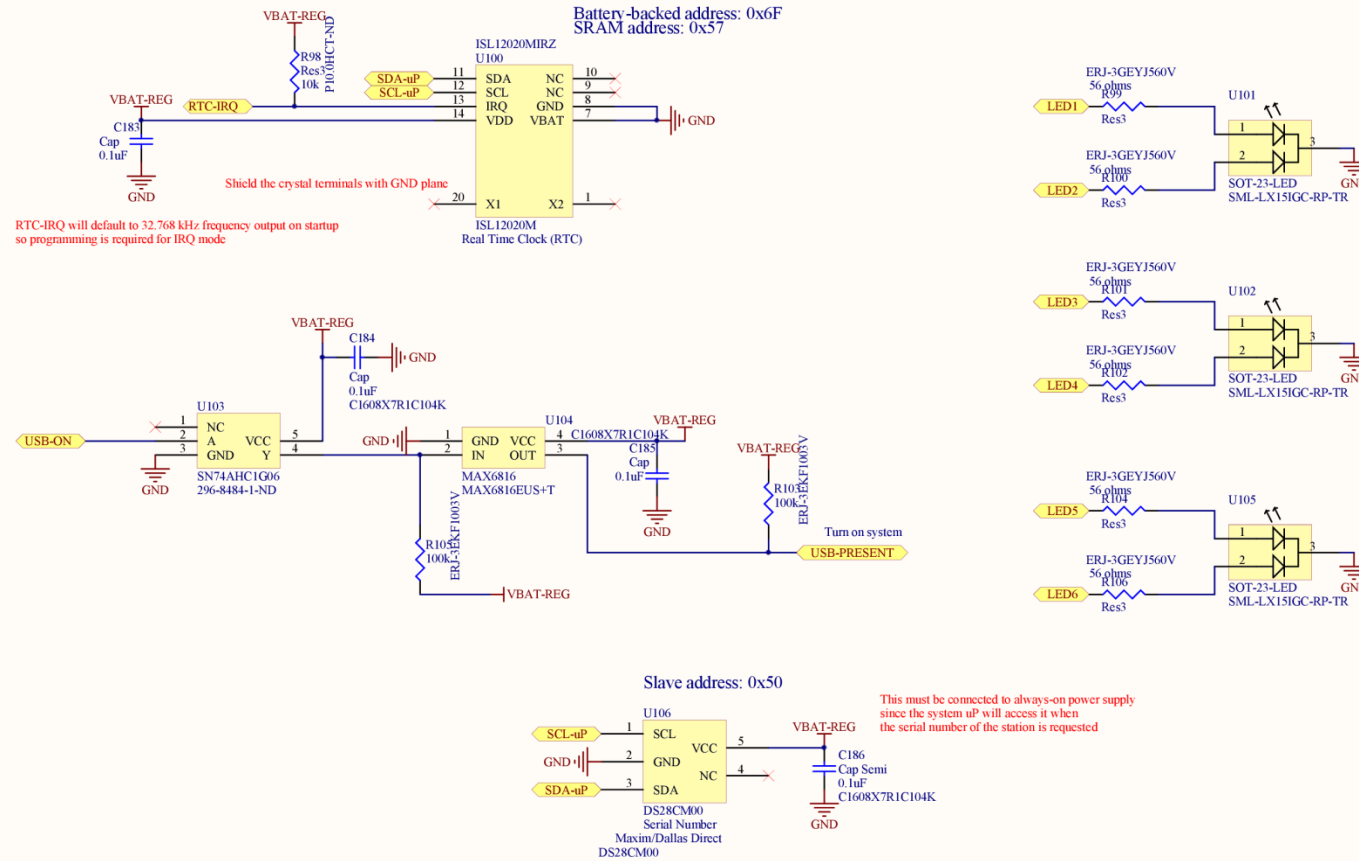 Battery-backed address: 0x6F
SRAM address: 0x57
VBAT-REG
R98
Res3
10k
P10.0HCT-ND
ISL12020MIRZ
U100
SDA-uP
SCL-uP
RTC-IRQ
VBAT-REG
11 SDA NC 10
12 SCL NC 9
13 IRQ GND 8
14 VDD VBAT 7
GND
C183
Cap
0.1uF
GND
Shield the crystal terminals with GND plane
20 X1 X2 1
ISL12020M
Real Time Clock (RTC)
RTC-IRQ will default to 32.768 kHz frequency output on startup
so programming is required for IRQ mode
ERJ-3GEYJ560V
56 ohms
R99
LED1
Res3
ERJ-3GEYJ560V
56 ohms
R100
LED2
Res3
U101
1
2
3
GN
SOT-23-LED
SML-LX15IGC-RP-TR
ERJ-3GEYJ560V
56 ohms
R101
LED3
Res3
ERJ-3GEYJ560V
56 ohms
R102
LED4
Res3
U102
1
2
3
GN
SOT-23-LED
SML-LX15IGC-RP-TR
VBAT-REG
C184
GND
Cap
0.1uF
C1608X7R1C104K
U103
USB-ON
1 NC
2 A VCC 5
3 GND Y 4
GND
SN74AHC1G06
296-8484-1-ND
U104
GND
1 GND VCC 4
2 IN OUT 3
MAX6816
MAX6816EUS+T
VBAT-REG
C1608X7R1C104K
C185
Cap
0.1uF
GND
VBAT-REG
R103
100k
ERJ-3EKF1003V
Turn on system
USB-PRESENT
R105
100k
ERJ-3EKF1003V
VBAT-REG
ERJ-3GEYJ560V
56 ohms
R104
LED5
Res3
ERJ-3GEYJ560V
56 ohms
R106
LED6
Res3
U105
1
2
3
GN
SOT-23-LED
SML-LX15IGC-RP-TR
Slave address: 0x50
U106
SCL-uP
GND
SDA-uP
1 SCL
2 GND
3 SDA
VCC 5
NC 4
DS28CM00
Serial Number
Maxim/Dallas Direct
DS28CM00
This must be connected to always-on power supply
since the system uP will access it when
the serial number of the station is requested
VBAT-REG
C186
Cap Semi
0.1uF
C1608X7R1C104K
GND